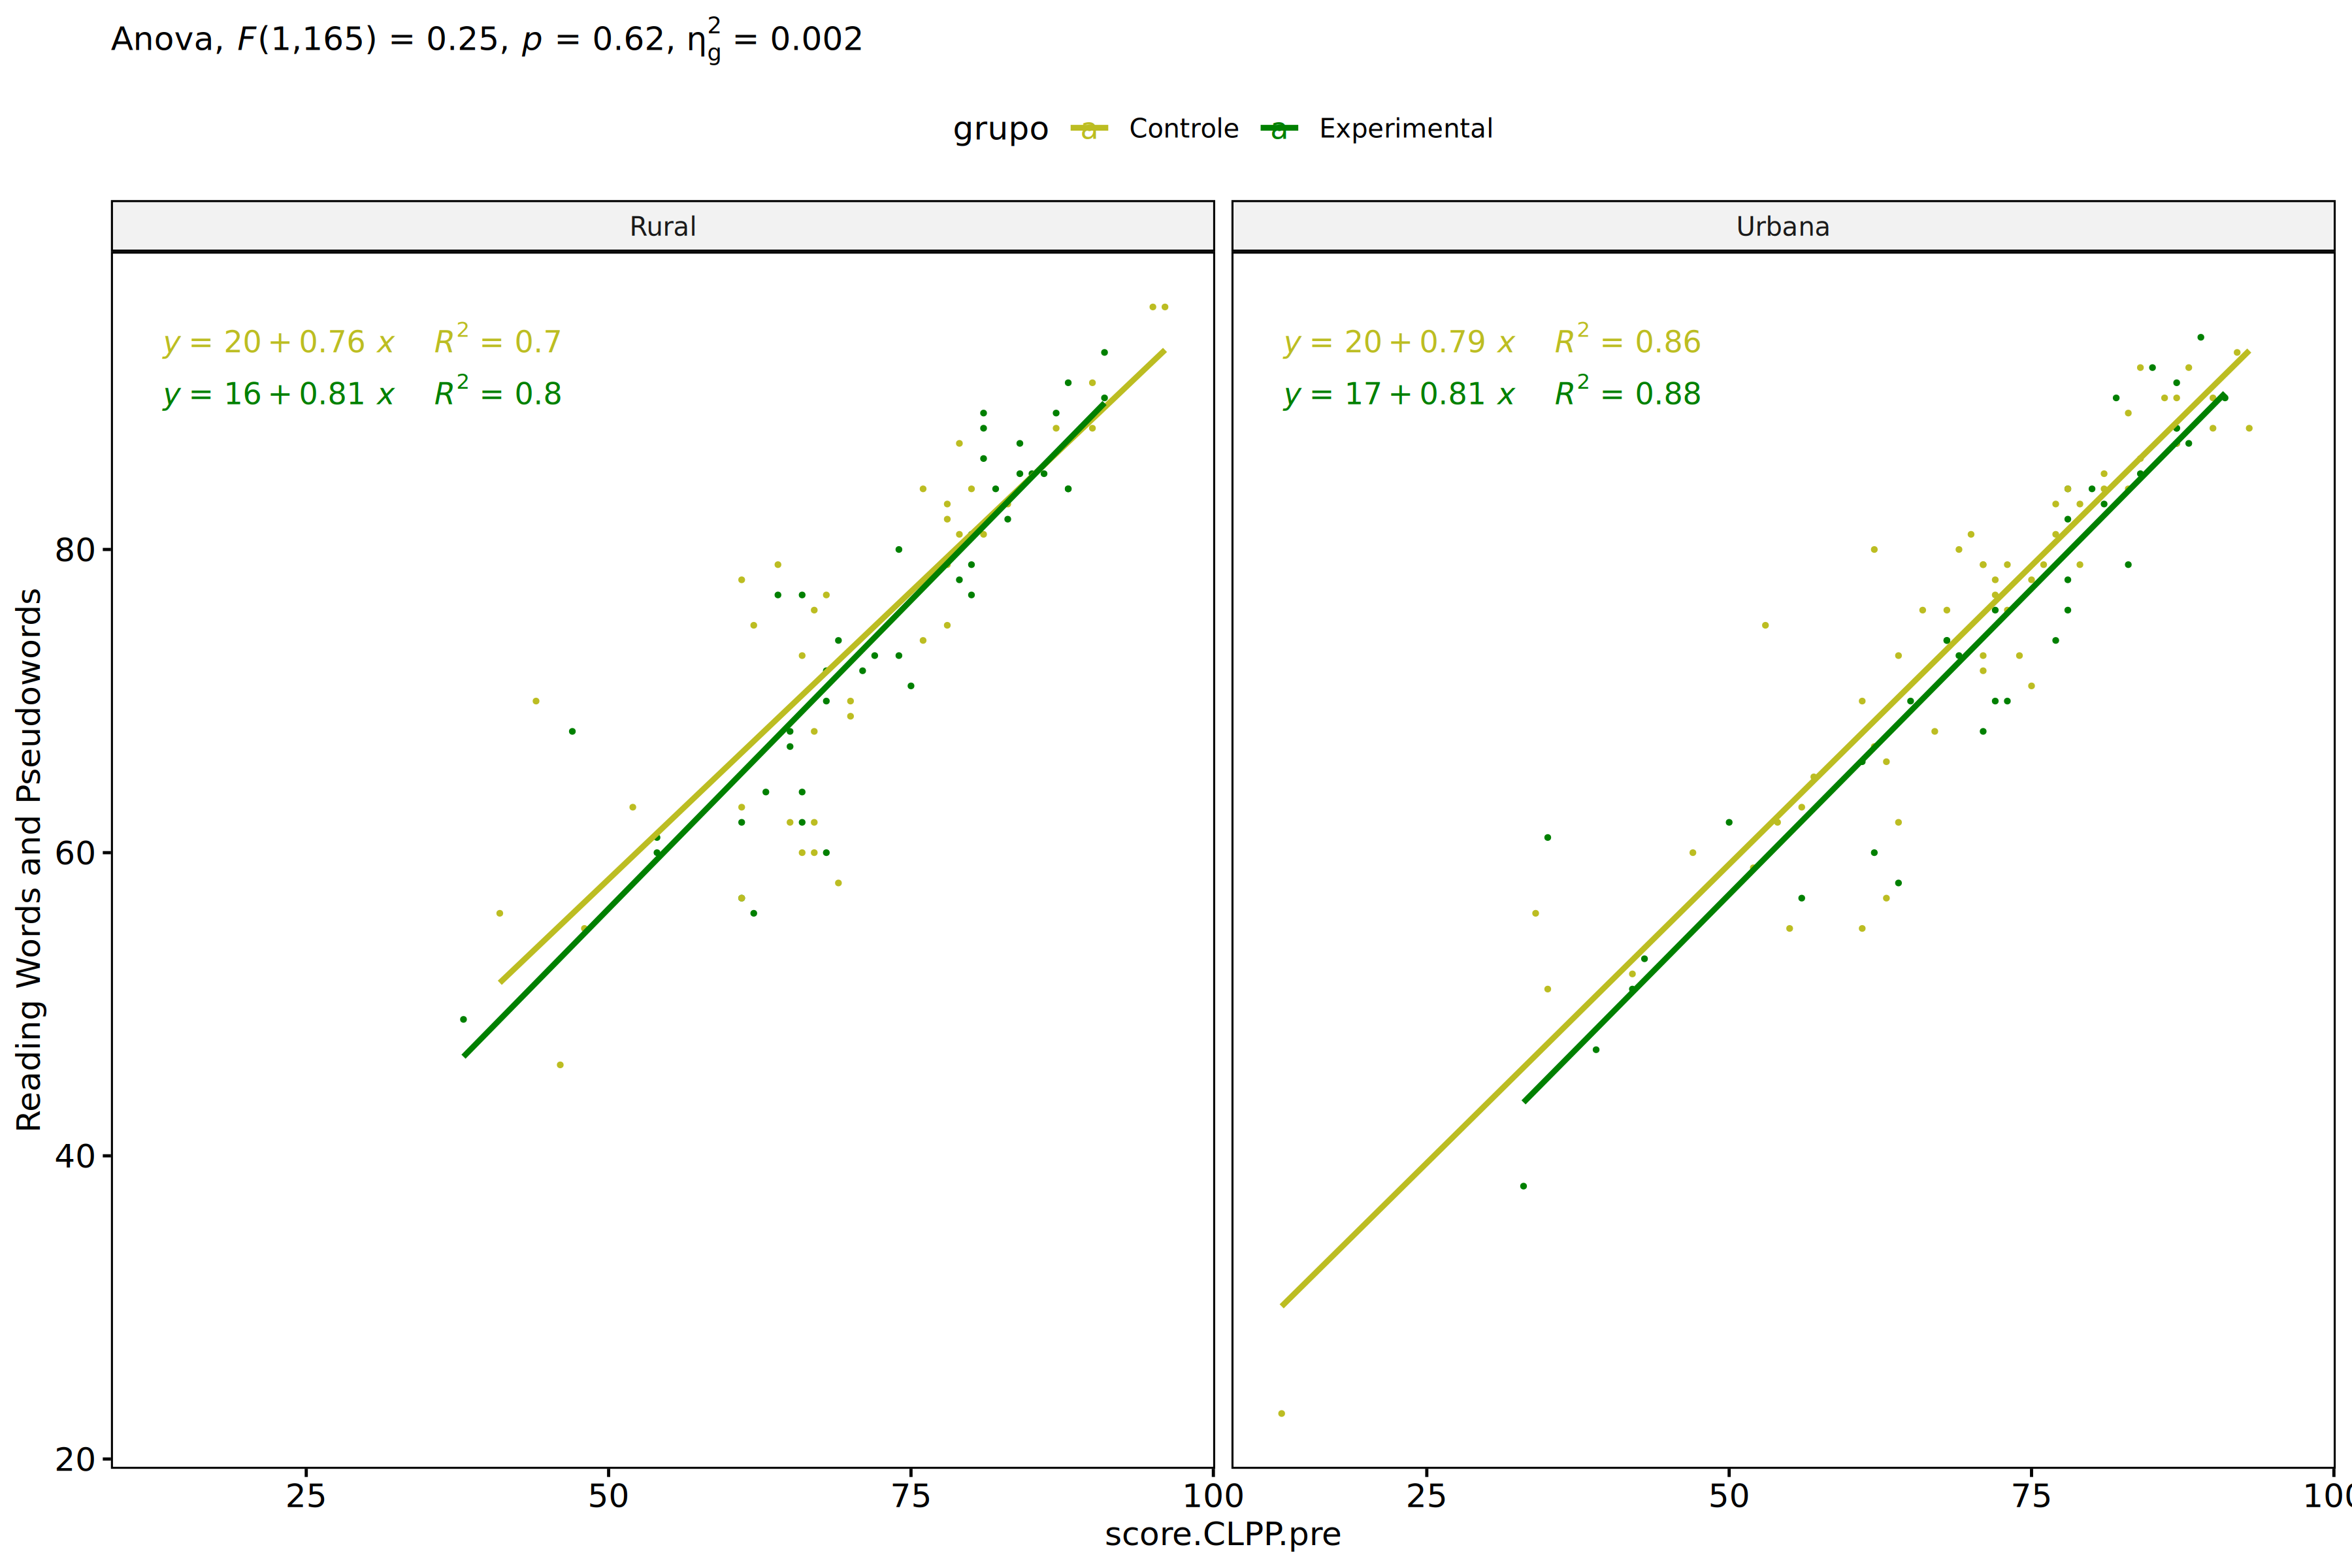 Anova, F(1,165) = 0.25, p = 0.62, η²g = 0.002
grupo a Controle a Experimental
Rural
Urbana
y = 20 + 0.76 x R² = 0.7
y = 16 + 0.81 x R² = 0.8
y = 20 + 0.79 x R² = 0.86
y = 17 + 0.81 x R² = 0.88
Reading Words and Pseudowords
80
60
40
20
25 50 75 100
25 50 75 100
score.CLPP.pre